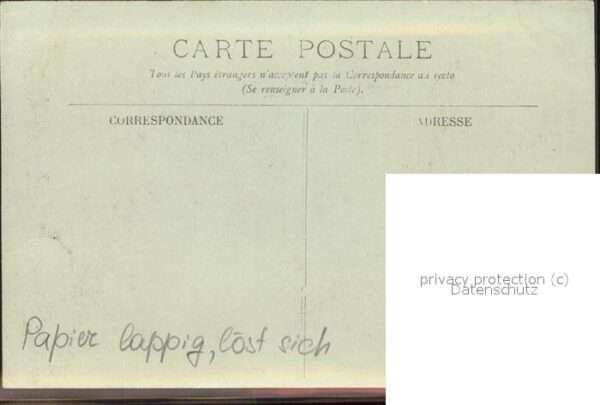 CARTE POSTALE
Tous les Pays étrangers n'acceptent pas la Correspondance au recto
(Se renseigner à la Poste).
CORRESPONDANCE
ADRESSE
privacy protection (c)
Datenschutz
Papier lappig, löst sich